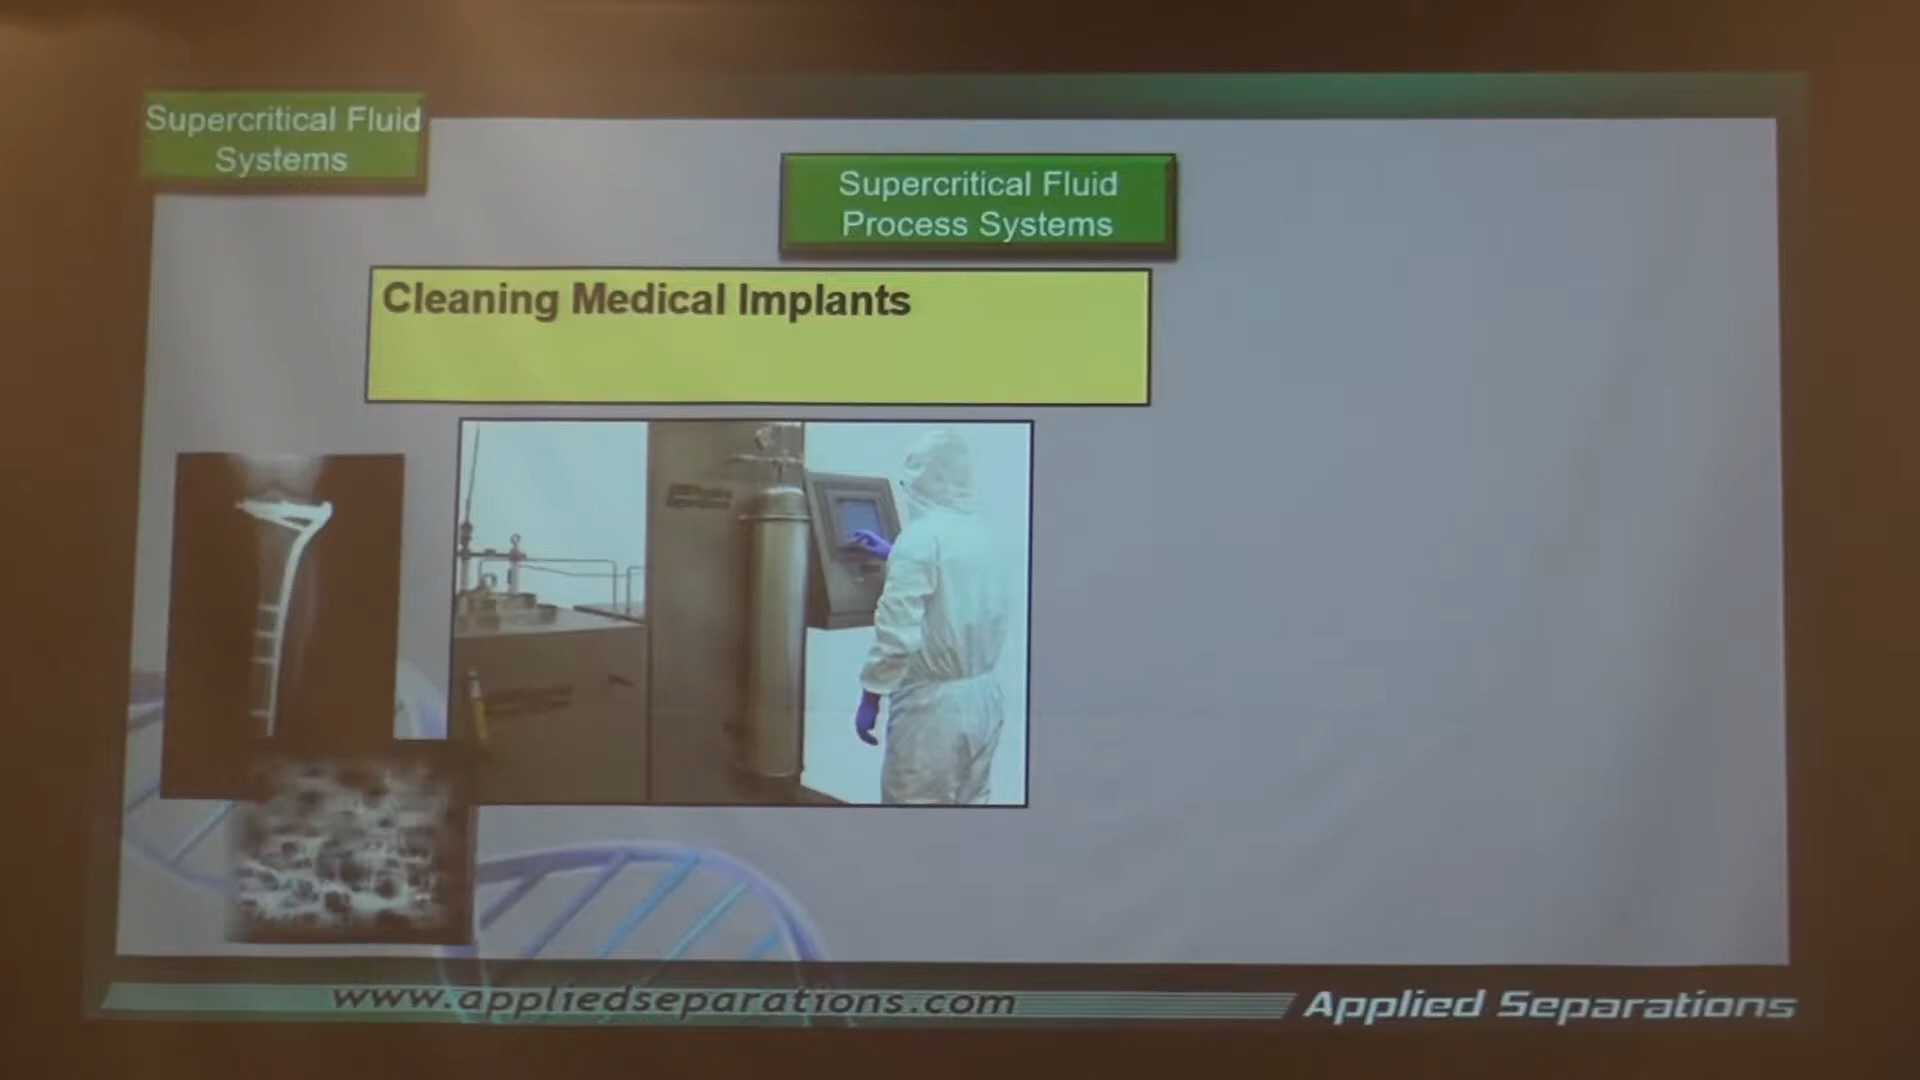 Supercritical Fluid
Systems
Supercritical Fluid
Process Systems
Cleaning Medical Implants
www.appliedseparations.com
Applied Separations